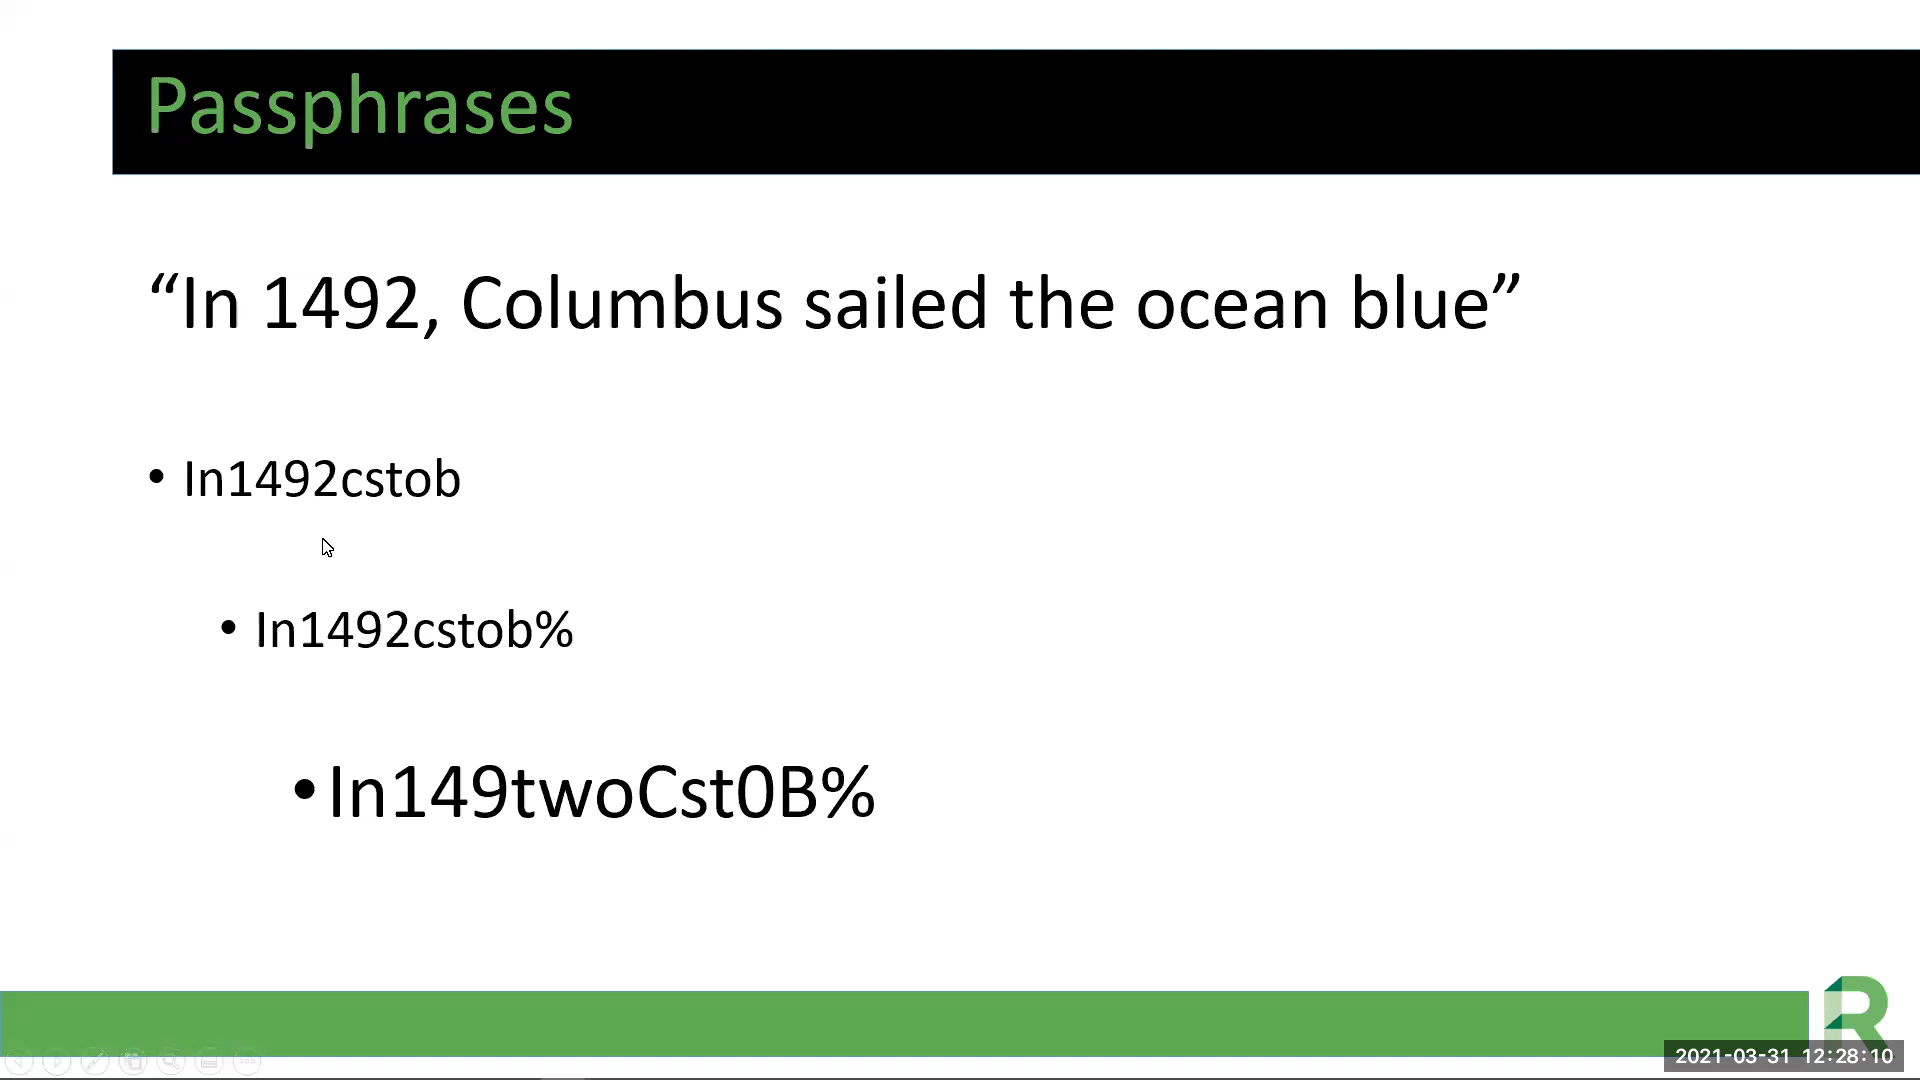 Passphrases
“In 1492, Columbus sailed the ocean blue”
• In1492cstob
• In1492cstob%
• In149twoCst0B%
R
2021-03-31 12:28:10